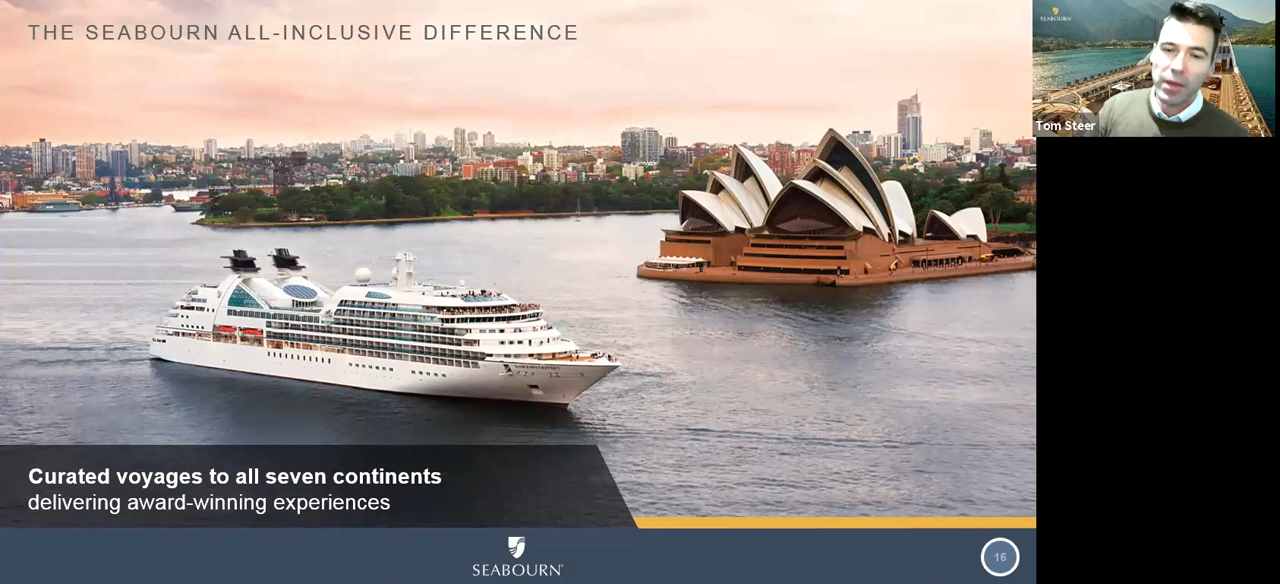 THE SEABOURN ALL-INCLUSIVE DIFFERENCE
SEABOURN
Tom Steer
Curated voyages to all seven continents
delivering award-winning experiences
SEABOURN®
16